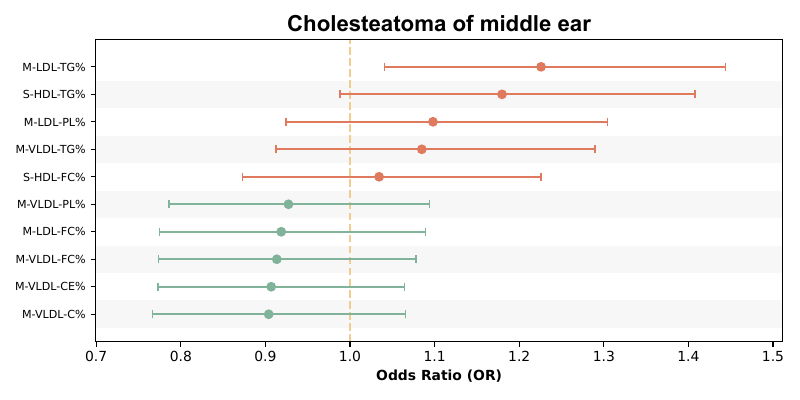 Cholesteatoma of middle ear
M-LDL-TG%
S-HDL-TG%
M-LDL-PL%
M-VLDL-TG%
S-HDL-FC%
M-VLDL-PL%
M-LDL-FC%
M-VLDL-FC%
M-VLDL-CE%
M-VLDL-C%
0.7 0.8 0.9 1.0 1.1 1.2 1.3 1.4 1.5
Odds Ratio (OR)